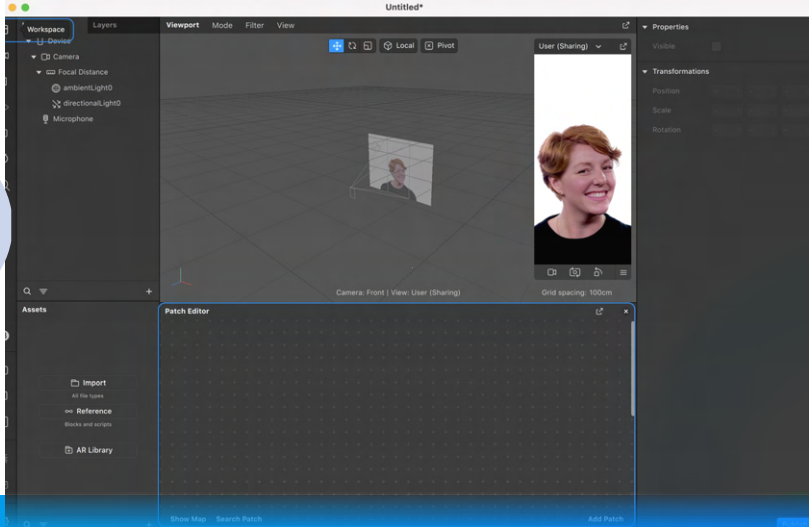 Untitled*
Workspace
Layers
Device
Camera
Focal Distance
ambientLight0
directionalLight0
Microphone
Viewport Mode Filter View
Local Pivot
User (Sharing)
Camera: Front | View: User (Sharing)
Grid spacing: 100cm
Properties
Visible
Transformations
Position
Scale
Rotation
Assets
Import
All file types
Reference
Blocks and scripts
AR Library
Patch Editor
Show Map Search Patch Add Patch